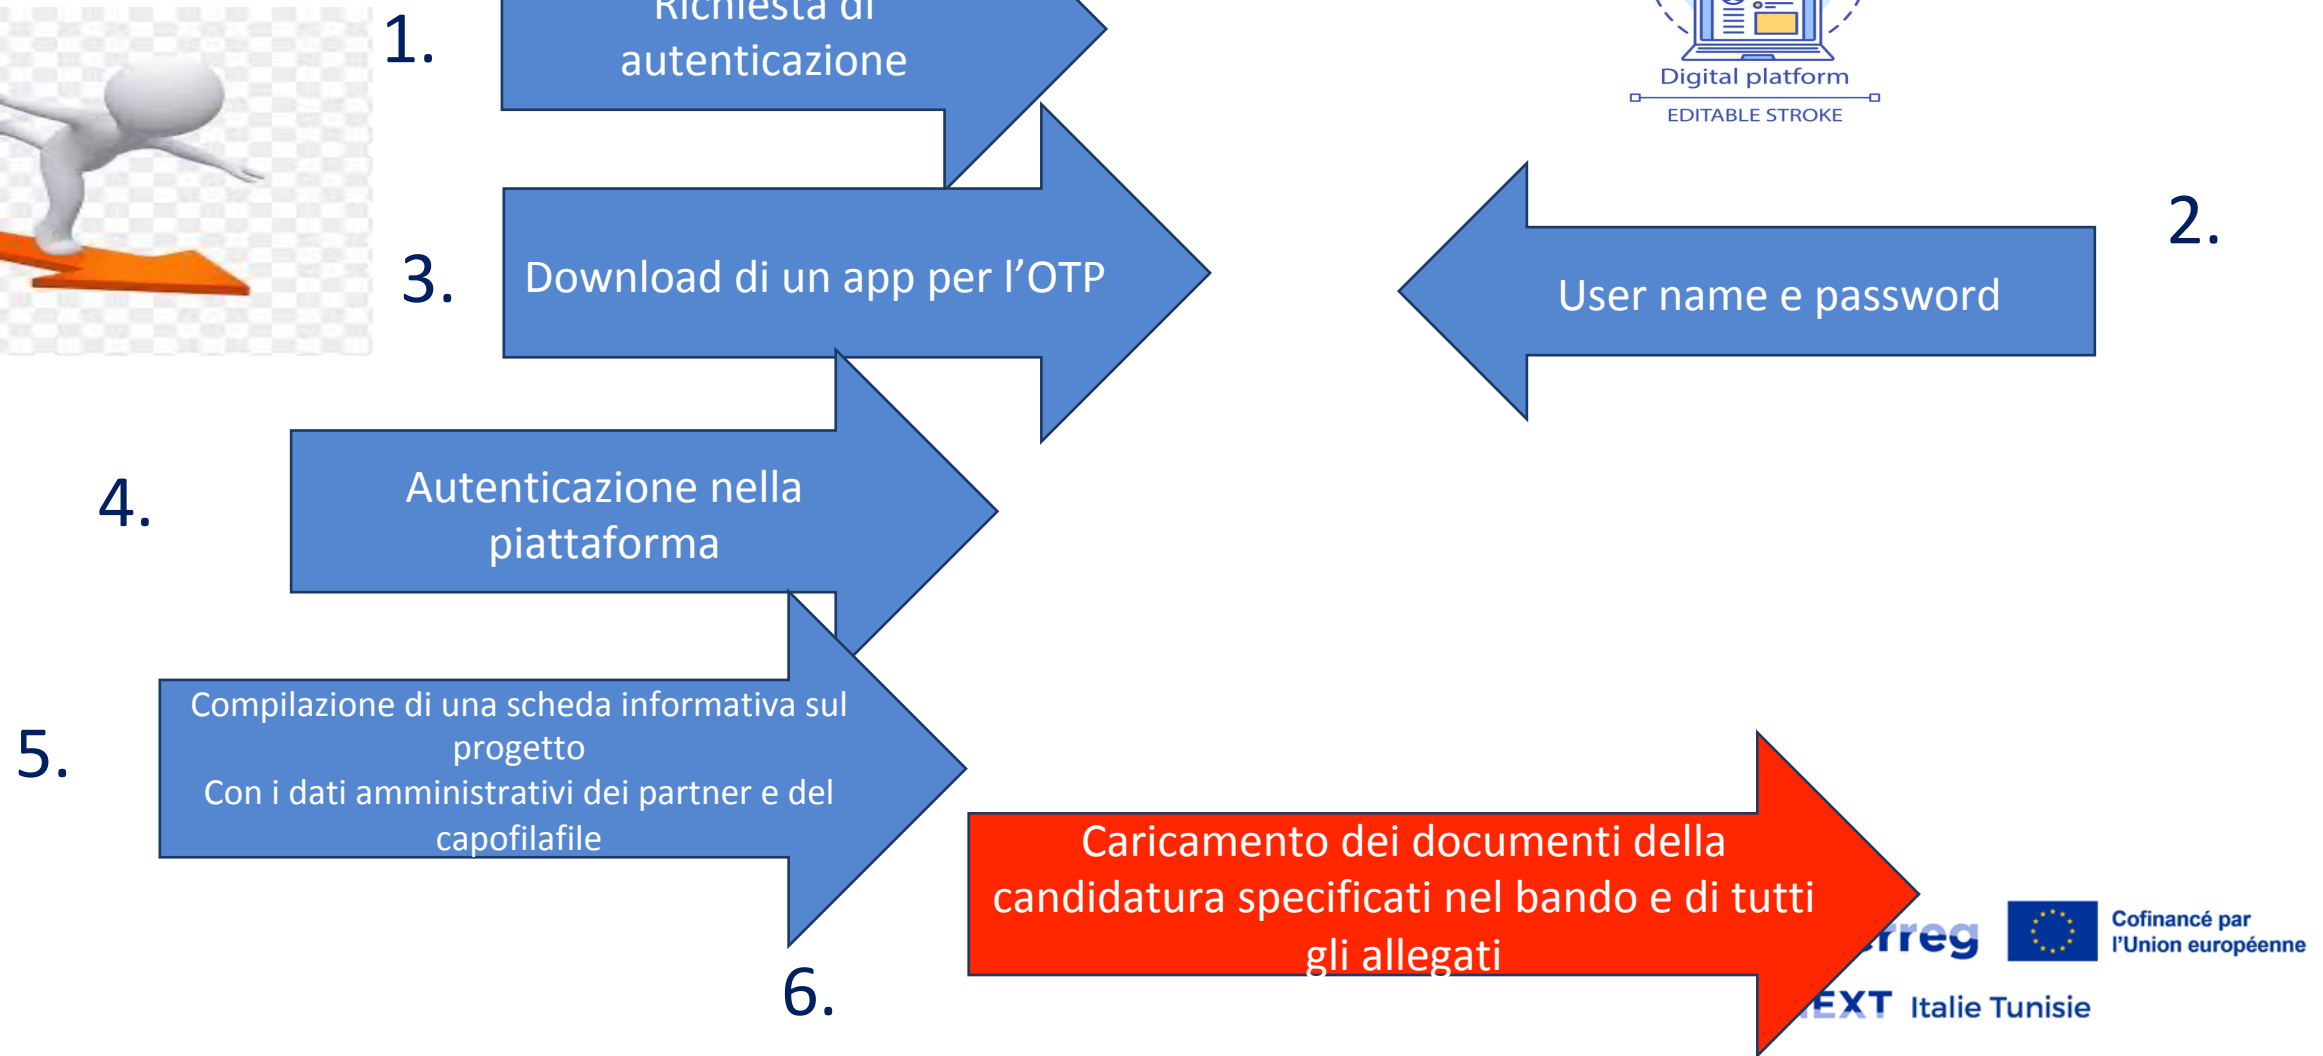 1.
Richiesta di
autenticazione
Digital platform
EDITABLE STROKE
2.
User name e password
3.
Download di un app per l’OTP
4.
Autenticazione nella
piattaforma
5.
Compilazione di una scheda informativa sul
progetto
Con i dati amministrativi dei partner e del
capofilafile
6.
Caricamento dei documenti della
candidatura specificati nel bando e di tutti
gli allegati
rreg
Cofinancé par
l’Union européenne
EXT Italie Tunisie